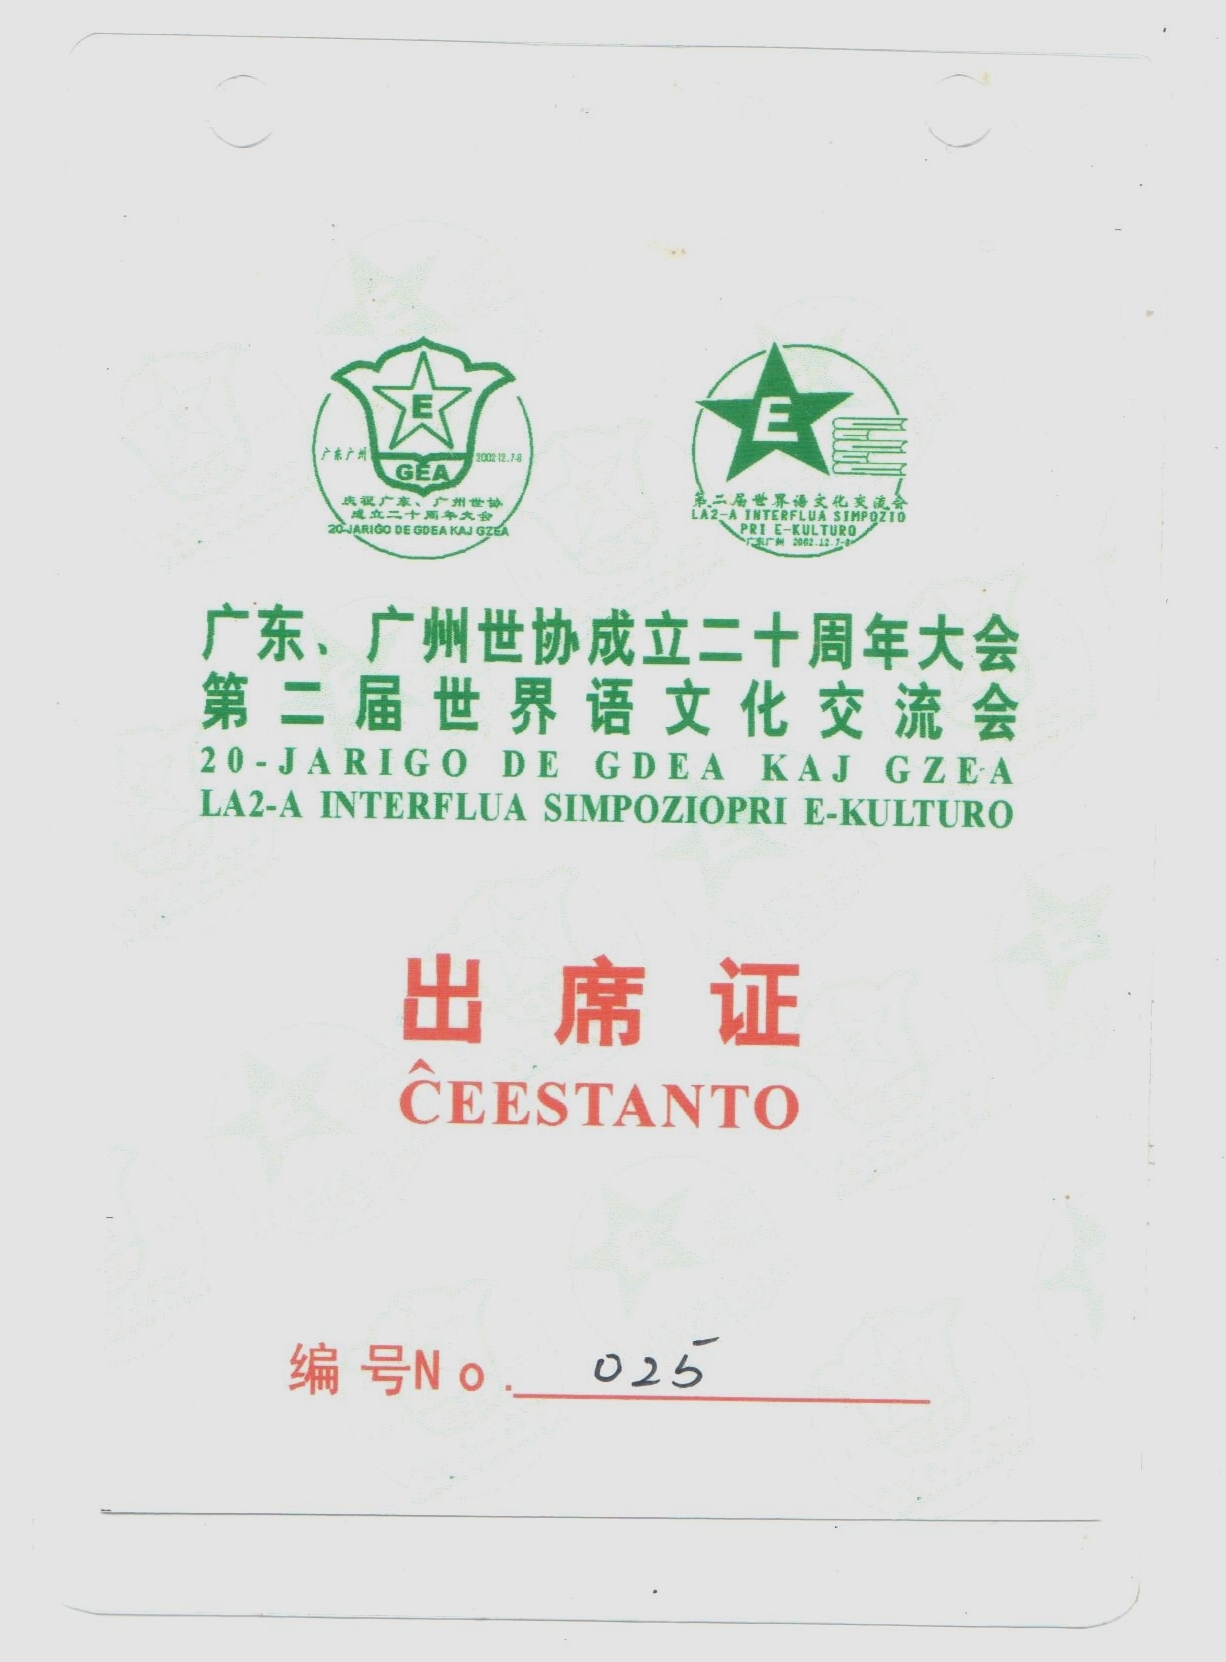 E
GEA
广东广州
2002.12.7-8
庆祝广东、广州世协
成立二十周年大会
20-JARIGO DE GDEA KAJ GZEA
E
第二届世界语文化交流会
LA2-A INTERFLUA SIMPOZIO
PRI E-KULTURO
广东广州 2002.12.7-8
广东、广州世协成立二十周年大会
第二届世界语文化交流会
20-JARIGO DE GDEA KAJ GZEA
LA2-A INTERFLUA SIMPOZIOPRI E-KULTURO
出席证
ĈEESTANTO
编号No. 025